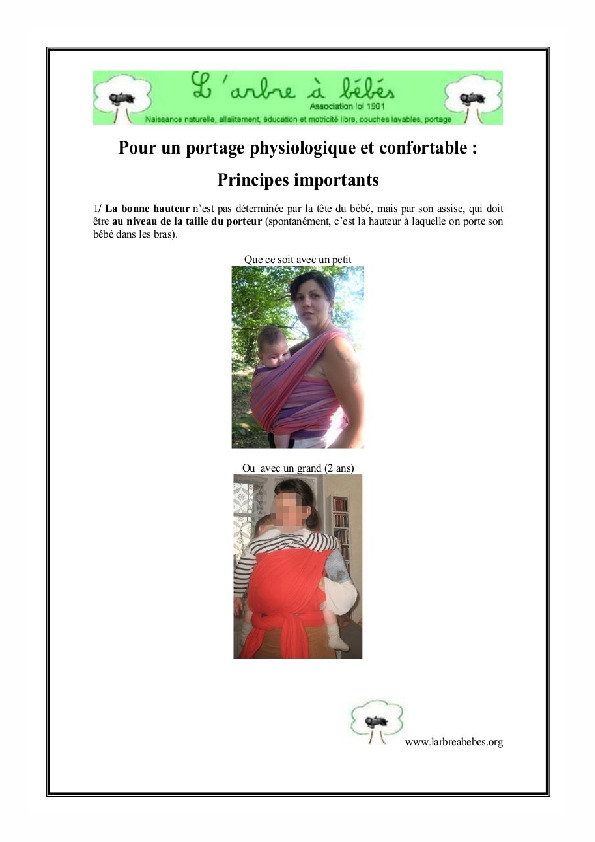 L'arbre à bébés
Association loi 1901
Naissance naturelle, allaitement, éducation et motricité libre, couches lavables, portage
Pour un portage physiologique et confortable :
Principes importants
1/ La bonne hauteur n'est pas déterminée par la tête du bébé, mais par son assise, qui doit
être au niveau de la taille du porteur (spontanément, c'est la hauteur à laquelle on porte son
bébé dans les bras).
Que ce soit avec un petit
Ou avec un grand (2 ans)
www.larbreabebes.org